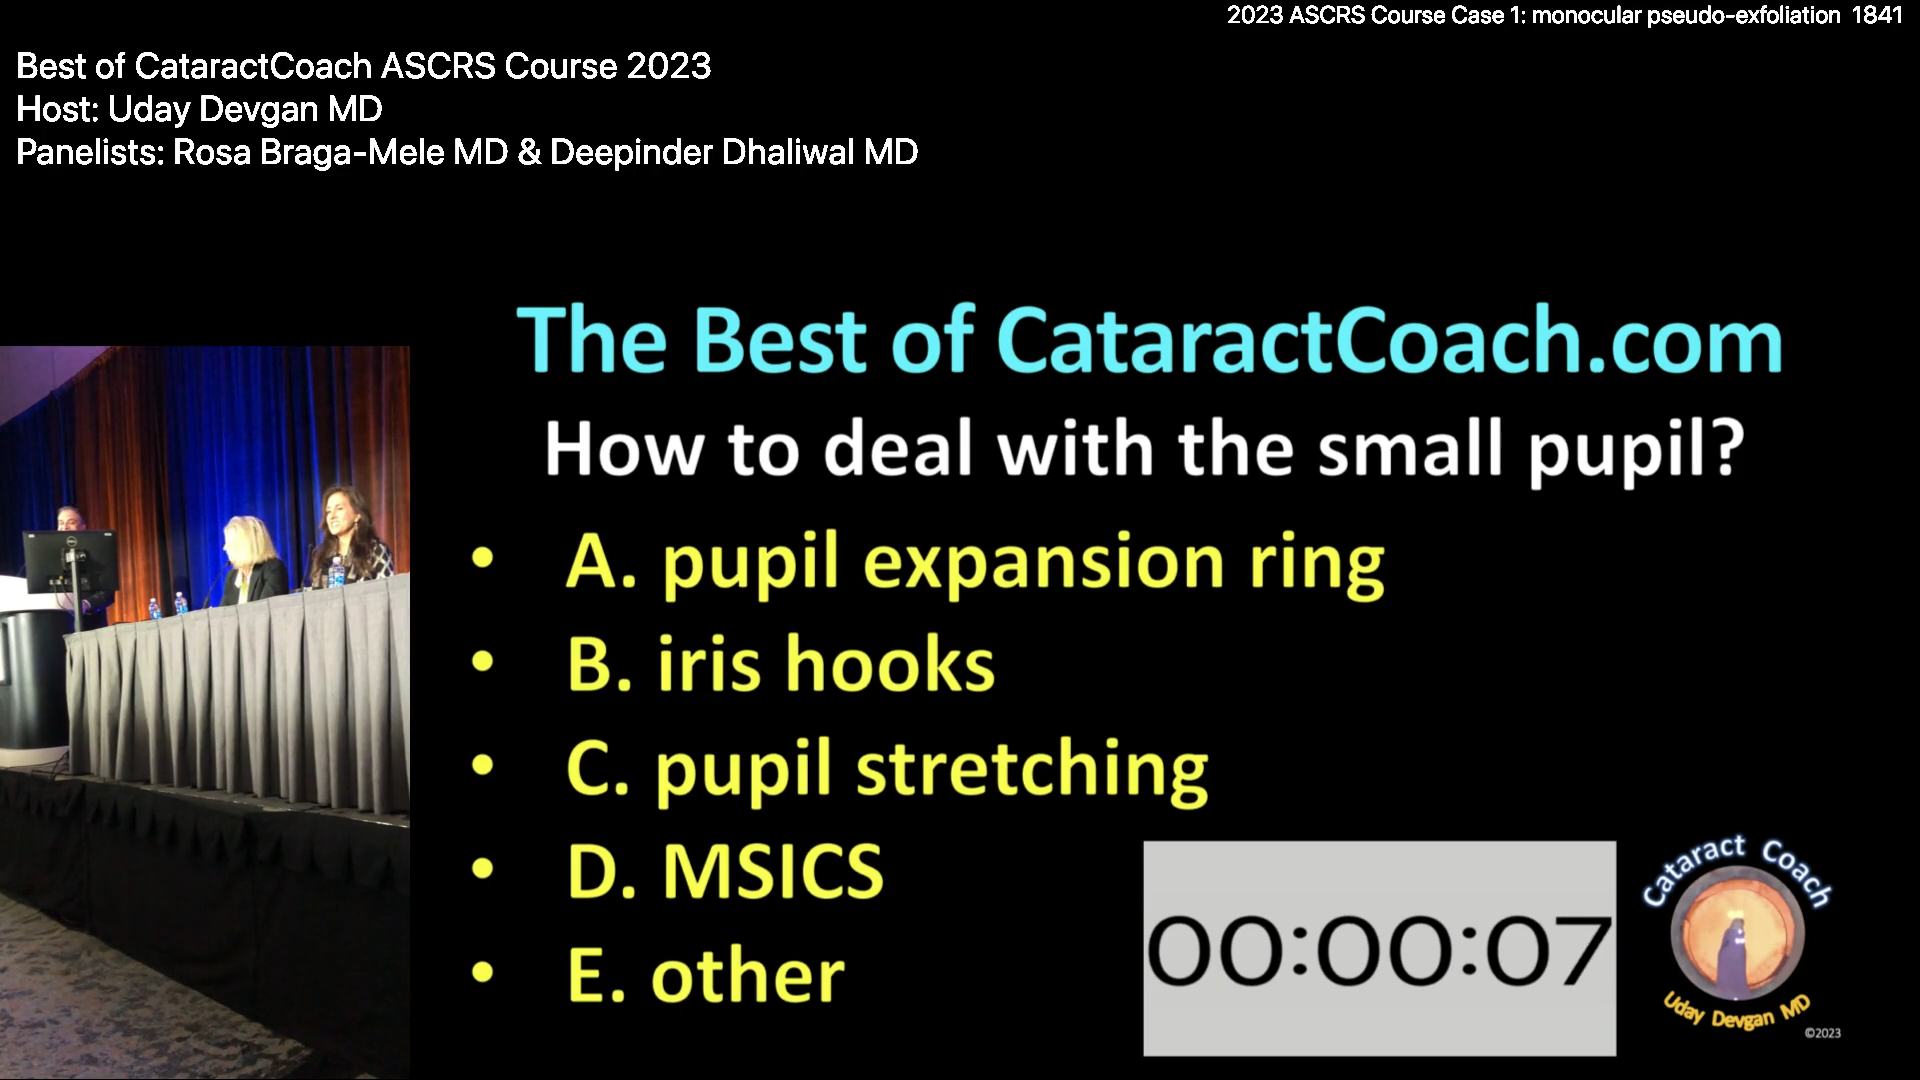 2023 ASCRS Course Case 1: monocular pseudo-exfoliation 1841
Best of CataractCoach ASCRS Course 2023
Host: Uday Devgan MD
Panelists: Rosa Braga-Mele MD & Deepinder Dhaliwal MD
The Best of CataractCoach.com
How to deal with the small pupil?
• A. pupil expansion ring
• B. iris hooks
• C. pupil stretching
• D. MSICS
• E. other
00:00:07
Cataract Coach
Uday Devgan MD
©2023